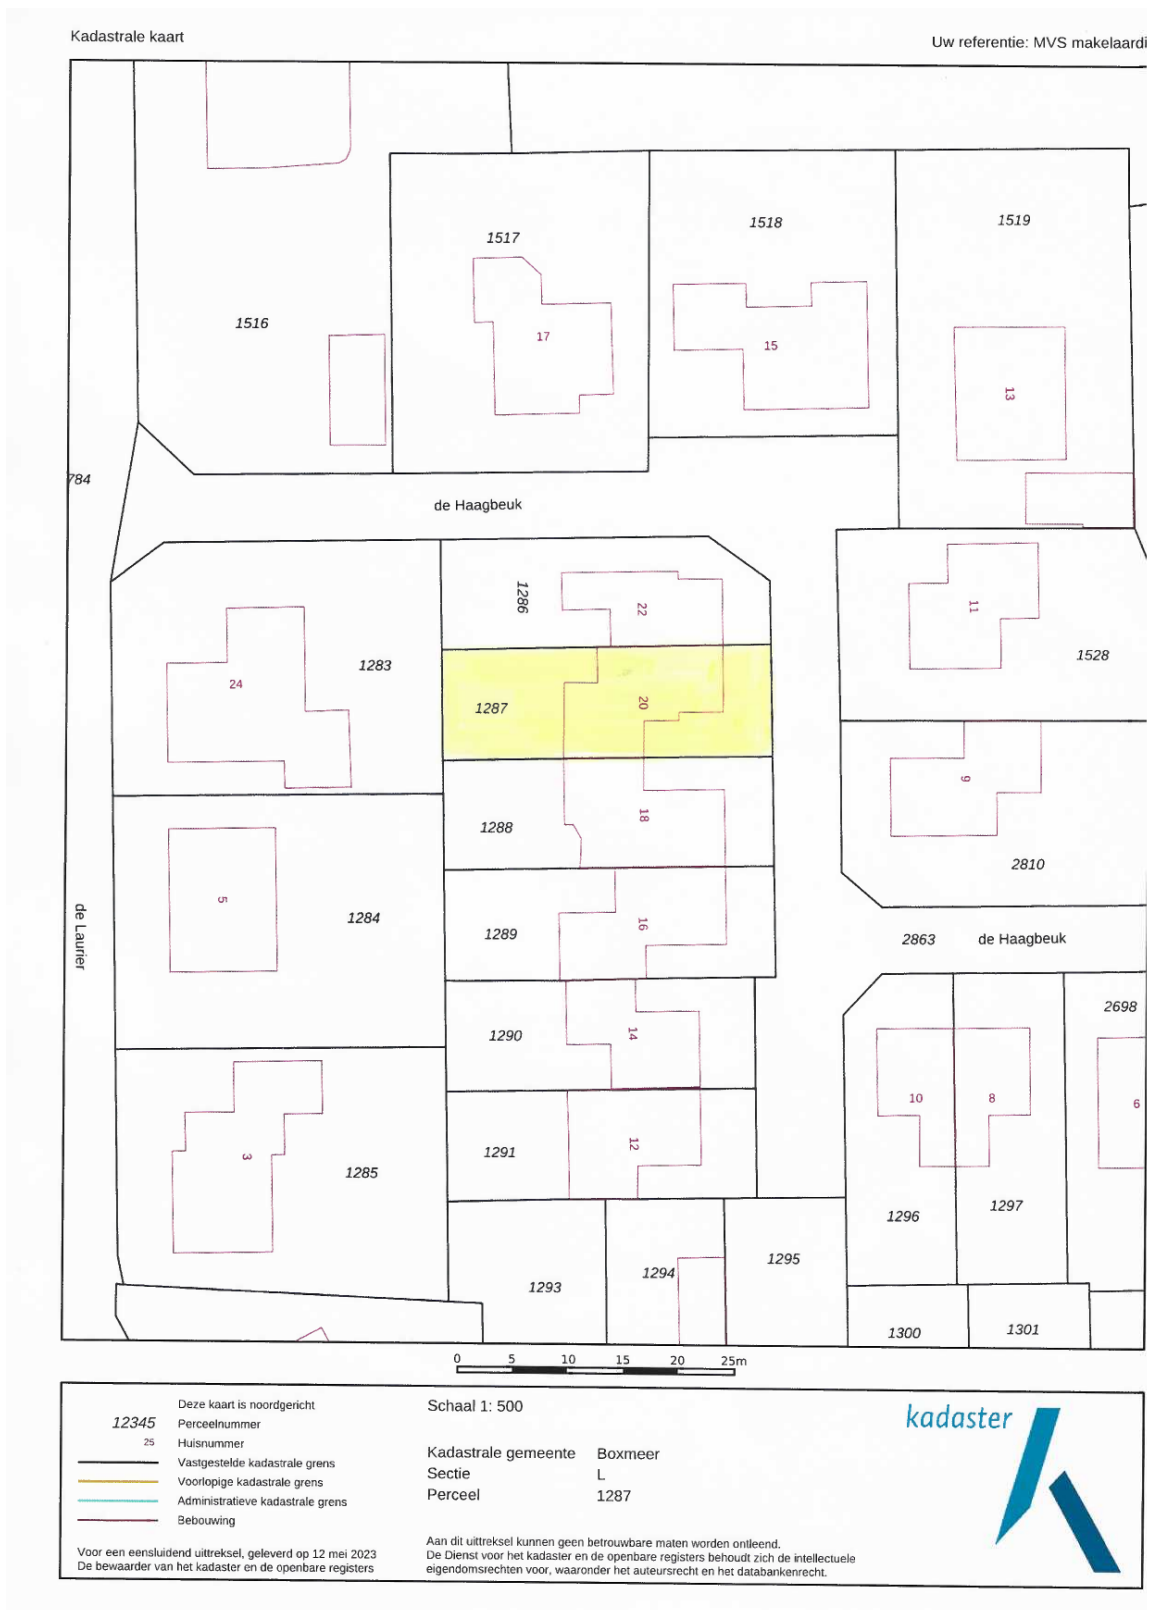 Kadastrale kaart
Uw referentie: MVS makelaardi
1516
1517
17
1518
15
1519
13
784
de Haagbeuk
1283
24
1286
22
1287
20
1288
18
1289
16
1290
14
1291
12
11
1528
9
2810
2863
de Haagbeuk
de Laurier
5
1284
3
1285
2698
10
8
6
1296
1297
1293
1294
1295
1300
1301
0 5 10 15 20 25m
Deze kaart is noordgericht
12345 Perceelnummer
25 Huisnummer
Vastgestelde kadastrale grens
Voorlopige kadastrale grens
Administratieve kadastrale grens
Bebouwing
Voor een eensluidend uittreksel, geleverd op 12 mei 2023
De bewaarder van het kadaster en de openbare registers
Schaal 1: 500
Kadastrale gemeente Boxmeer
Sectie L
Perceel 1287
Aan dit uittreksel kunnen geen betrouwbare maten worden ontleend.
De Dienst voor het kadaster en de openbare registers behoudt zich de intellectuele
eigendomsrechten voor, waaronder het auteursrecht en het databankenrecht.
kadaster